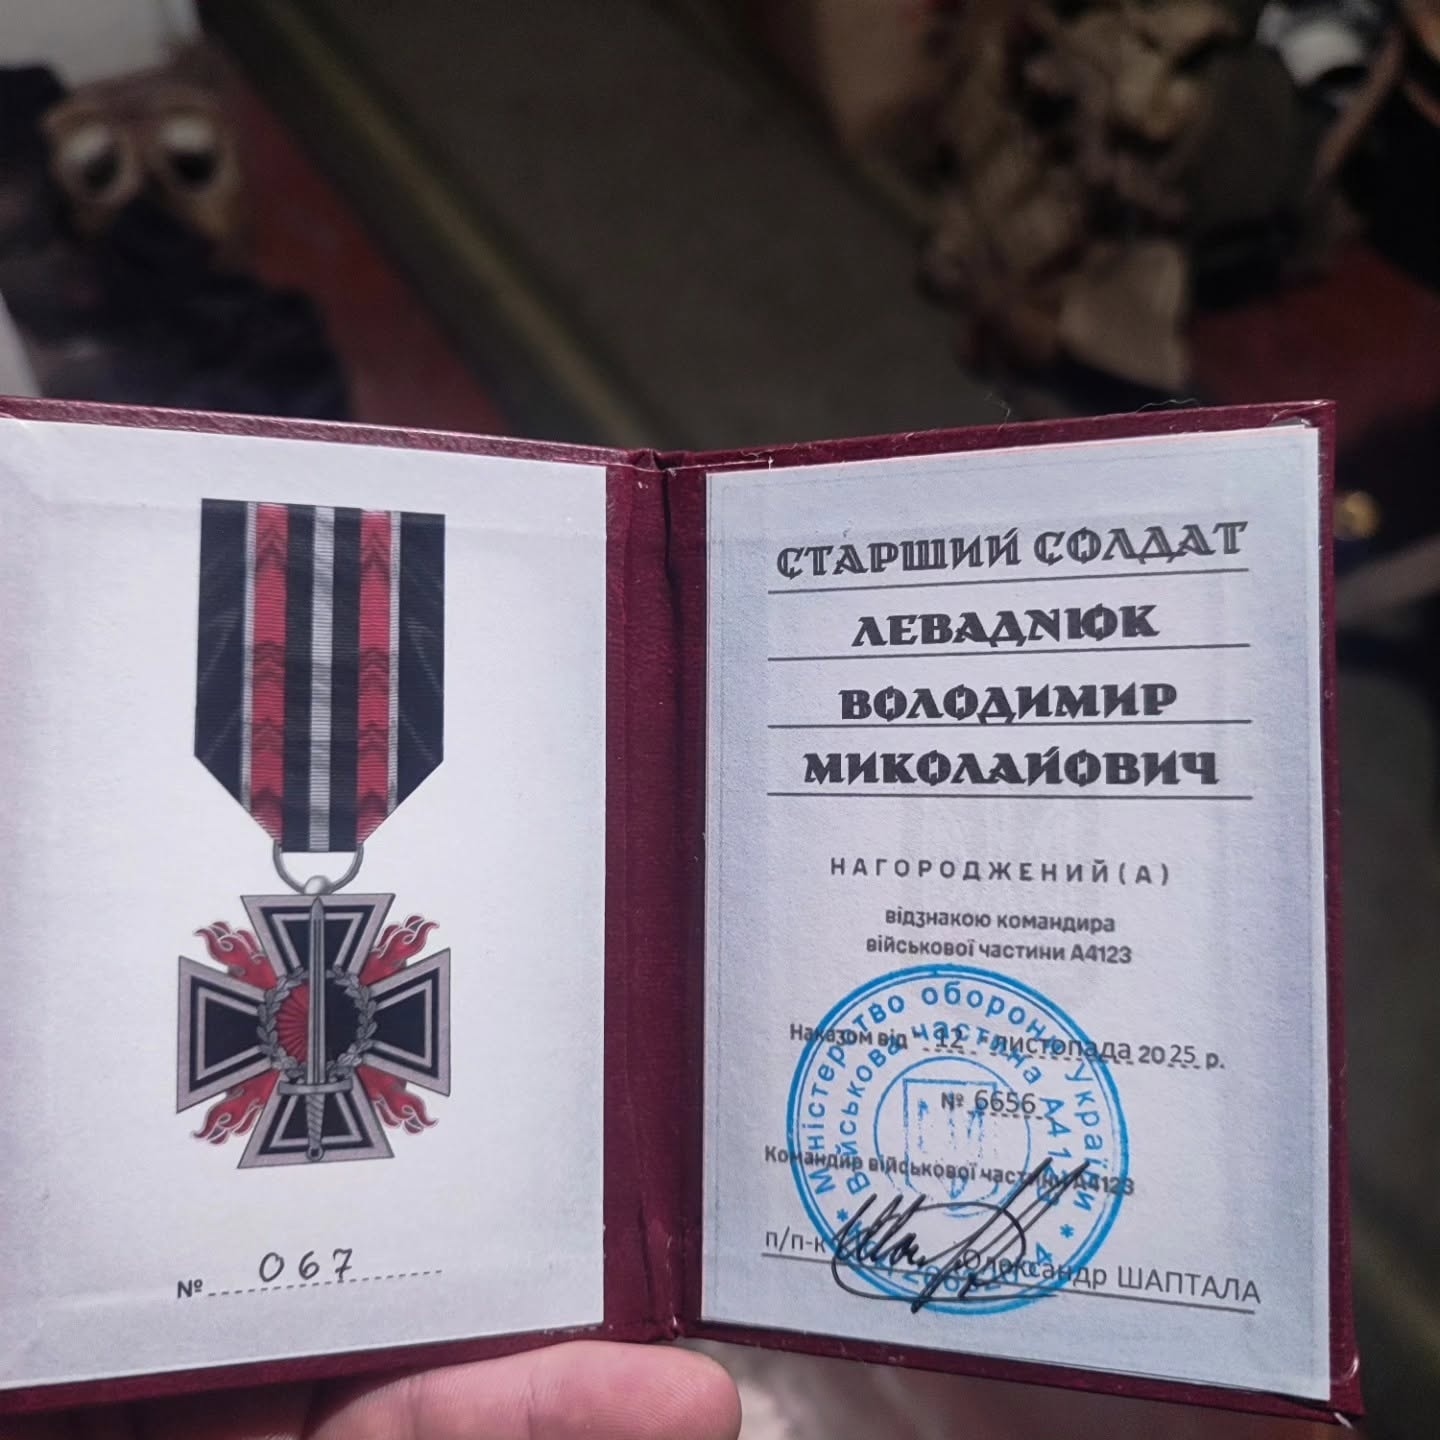 № 067
СТАРШИЙ СОЛДАТ
ЛЕВАДNЮК
ВОЛОДИМИР
МИКОЛАЙОВИЧ
НАГОРОДЖЕНИЙ(А)
відзнакою командира
військової частини А4123
Наказом від "12" листопада 2025 р.
№ 6656
Командир військової частини А4123
п/п-к Олександр ШАПТАЛА
Міністерство оборони України
Військова частина А4123